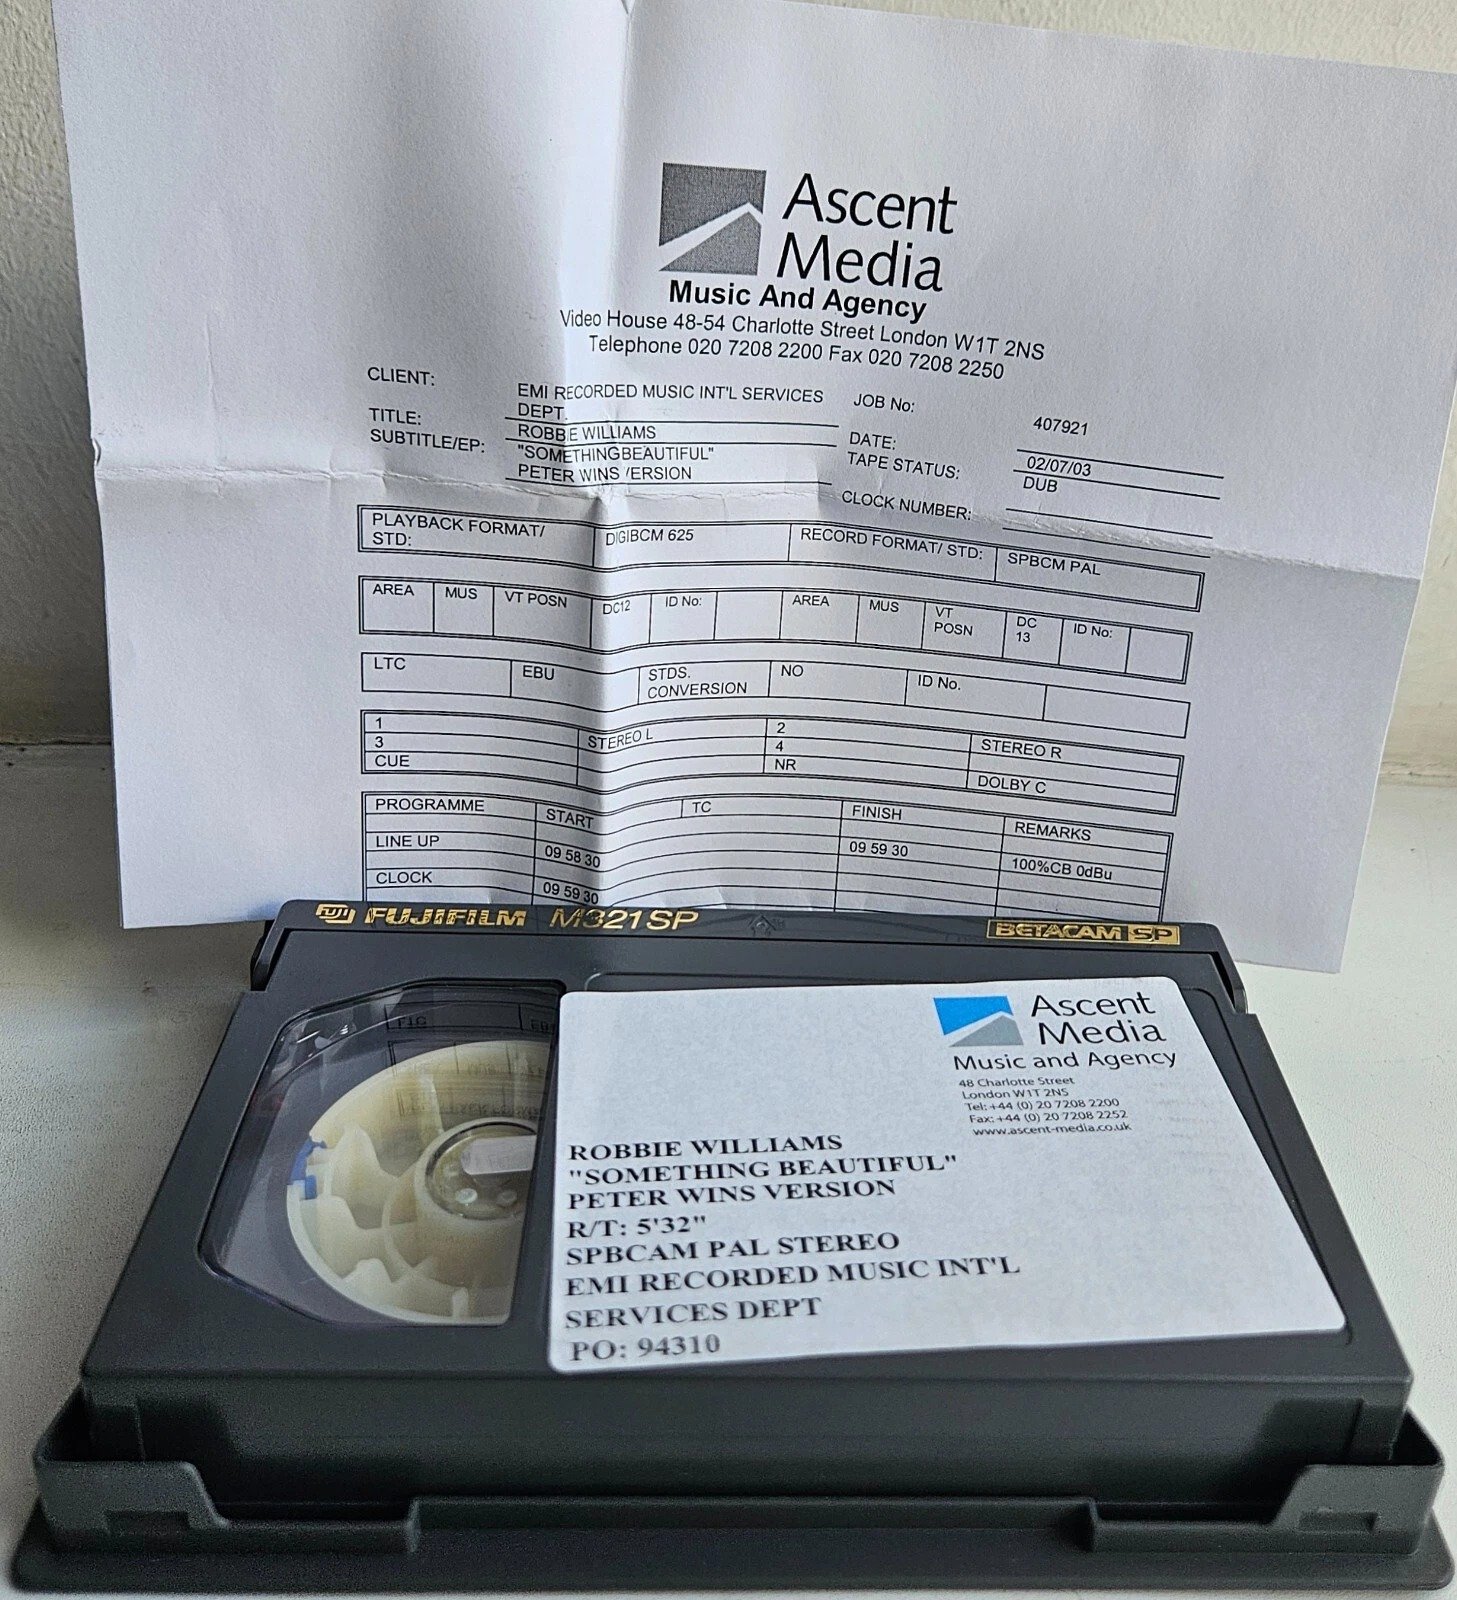 Ascent
Media
Music And Agency
Video House 48-54 Charlotte Street London W1T 2NS
Telephone 020 7208 2200 Fax 020 7208 2250
CLIENT: EMI RECORDED MUSIC INT'L SERVICES DEPT. JOB No: 407921
TITLE: ROBBIE WILLIAMS DATE: 02/07/03
SUBTITLE/EP: "SOMETHINGBEAUTIFUL" TAPE STATUS: DUB
PETER WINS VERSION CLOCK NUMBER:
PLAYBACK FORMAT/ STD: DIGIBCM 625 RECORD FORMAT/ STD: SPBCM PAL
AREA MUS VT POSN DC12 ID No: AREA MUS VT POSN DC 13 ID No:
LTC EBU STDS. CONVERSION NO ID No.
1 STEREO L 2 STEREO R
3 4
CUE NR DOLBY C
PROGRAMME START TC FINISH REMARKS
LINE UP 09 58 30 09 59 30 100%CB 0dBu
CLOCK 09 59 30
FUJI FUJIFILM M321SP BETACAM SP
Ascent
Media
Music and Agency
48 Charlotte Street
London W1T 2NS
Tel: +44 (0) 20 7208 2200
Fax: +44 (0) 20 7208 2252
www.ascent-media.co.uk
ROBBIE WILLIAMS
"SOMETHING BEAUTIFUL"
PETER WINS VERSION
R/T: 5'32"
SPBCAM PAL STEREO
EMI RECORDED MUSIC INT'L
SERVICES DEPT
PO: 94310